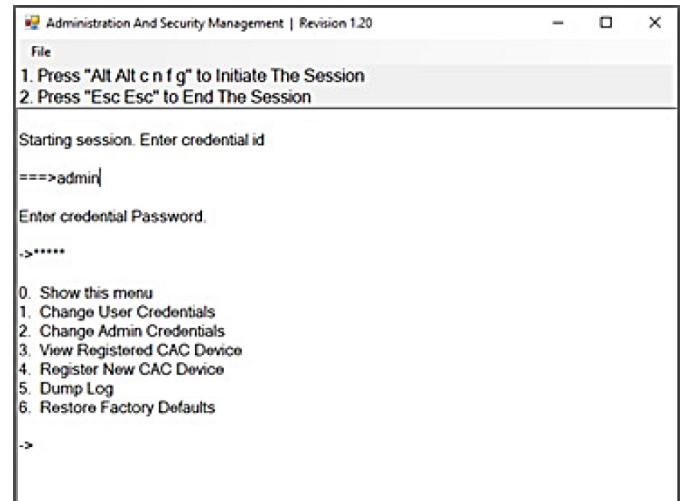 Administration And Security Management | Revision 1.20
File
1. Press "Alt Alt c n f g" to Initiate The Session
2. Press "Esc Esc" to End The Session
Starting session. Enter credential id
===>admin
Enter credential Password.
->*****
0. Show this menu
1. Change User Credentials
2. Change Admin Credentials
3. View Registered CAC Device
4. Register New CAC Device
5. Dump Log
6. Restore Factory Defaults
->